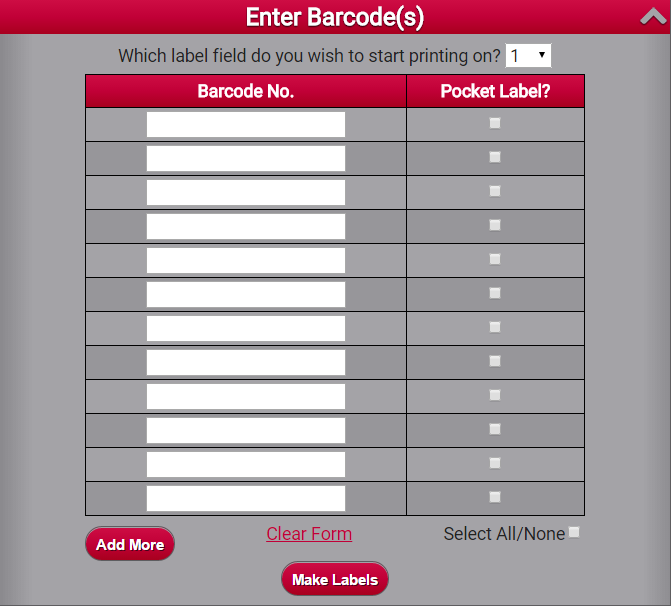 Enter Barcode(s)
Which label field do you wish to start printing on? 1
Barcode No. Pocket Label?
Add More Clear Form Select All/None
Make Labels